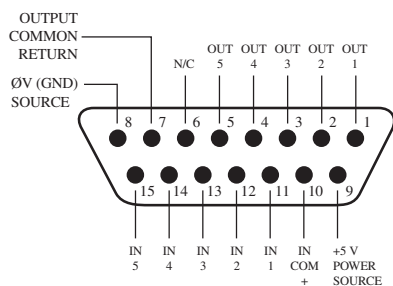 OUTPUT
COMMON
RETURN
ØV (GND)
SOURCE
N/C
OUT
5
OUT
4
OUT
3
OUT
2
OUT
1
8 7 6 5 4 3 2 1
15 14 13 12 11 10 9
IN
5
IN
4
IN
3
IN
2
IN
1
IN
COM
+
+5 V
POWER
SOURCE